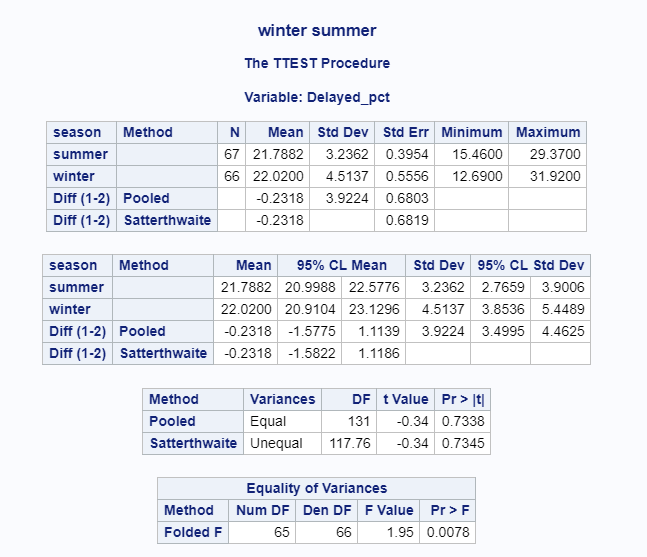 winter summer
The TTEST Procedure
Variable: Delayed_pct
season Method N Mean Std Dev Std Err Minimum Maximum
summer 67 21.7882 3.2362 0.3954 15.4600 29.3700
winter 66 22.0200 4.5137 0.5556 12.6900 31.9200
Diff (1-2) Pooled -0.2318 3.9224 0.6803
Diff (1-2) Satterthwaite -0.2318 0.6819
season Method Mean 95% CL Mean Std Dev 95% CL Std Dev
summer 21.7882 20.9988 22.5776 3.2362 2.7659 3.9006
winter 22.0200 20.9104 23.1296 4.5137 3.8536 5.4489
Diff (1-2) Pooled -0.2318 -1.5775 1.1139 3.9224 3.4995 4.4625
Diff (1-2) Satterthwaite -0.2318 -1.5822 1.1186
Method Variances DF t Value Pr > |t|
Pooled Equal 131 -0.34 0.7338
Satterthwaite Unequal 117.76 -0.34 0.7345
Equality of Variances
Method Num DF Den DF F Value Pr > F
Folded F 65 66 1.95 0.0078